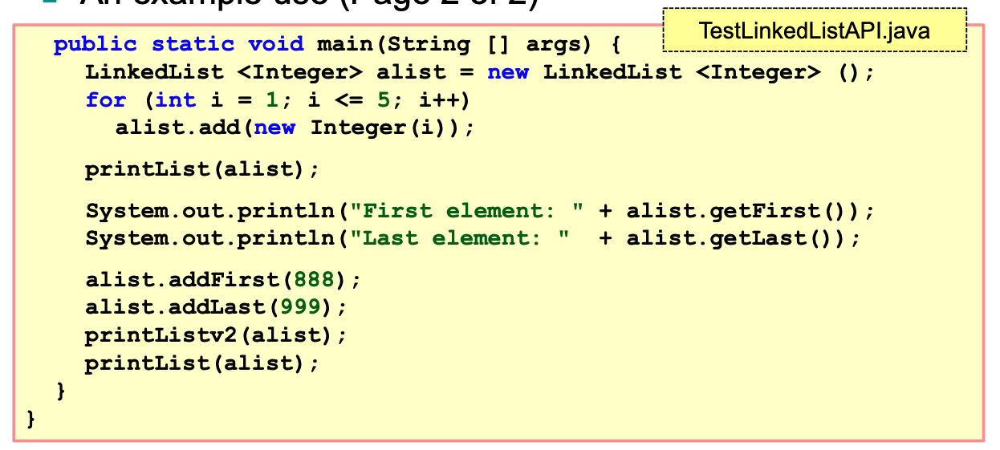 An example use (Page 2 of 2)
TestLinkedListAPI.java
public static void main(String [] args) {
LinkedList <Integer> alist = new LinkedList <Integer> ();
for (int i = 1; i <= 5; i++)
alist.add(new Integer(i));
printList(alist);
System.out.println("First element: " + alist.getFirst());
System.out.println("Last element: "  + alist.getLast());
alist.addFirst(888);
alist.addLast(999);
printListv2(alist);
printList(alist);
}
}